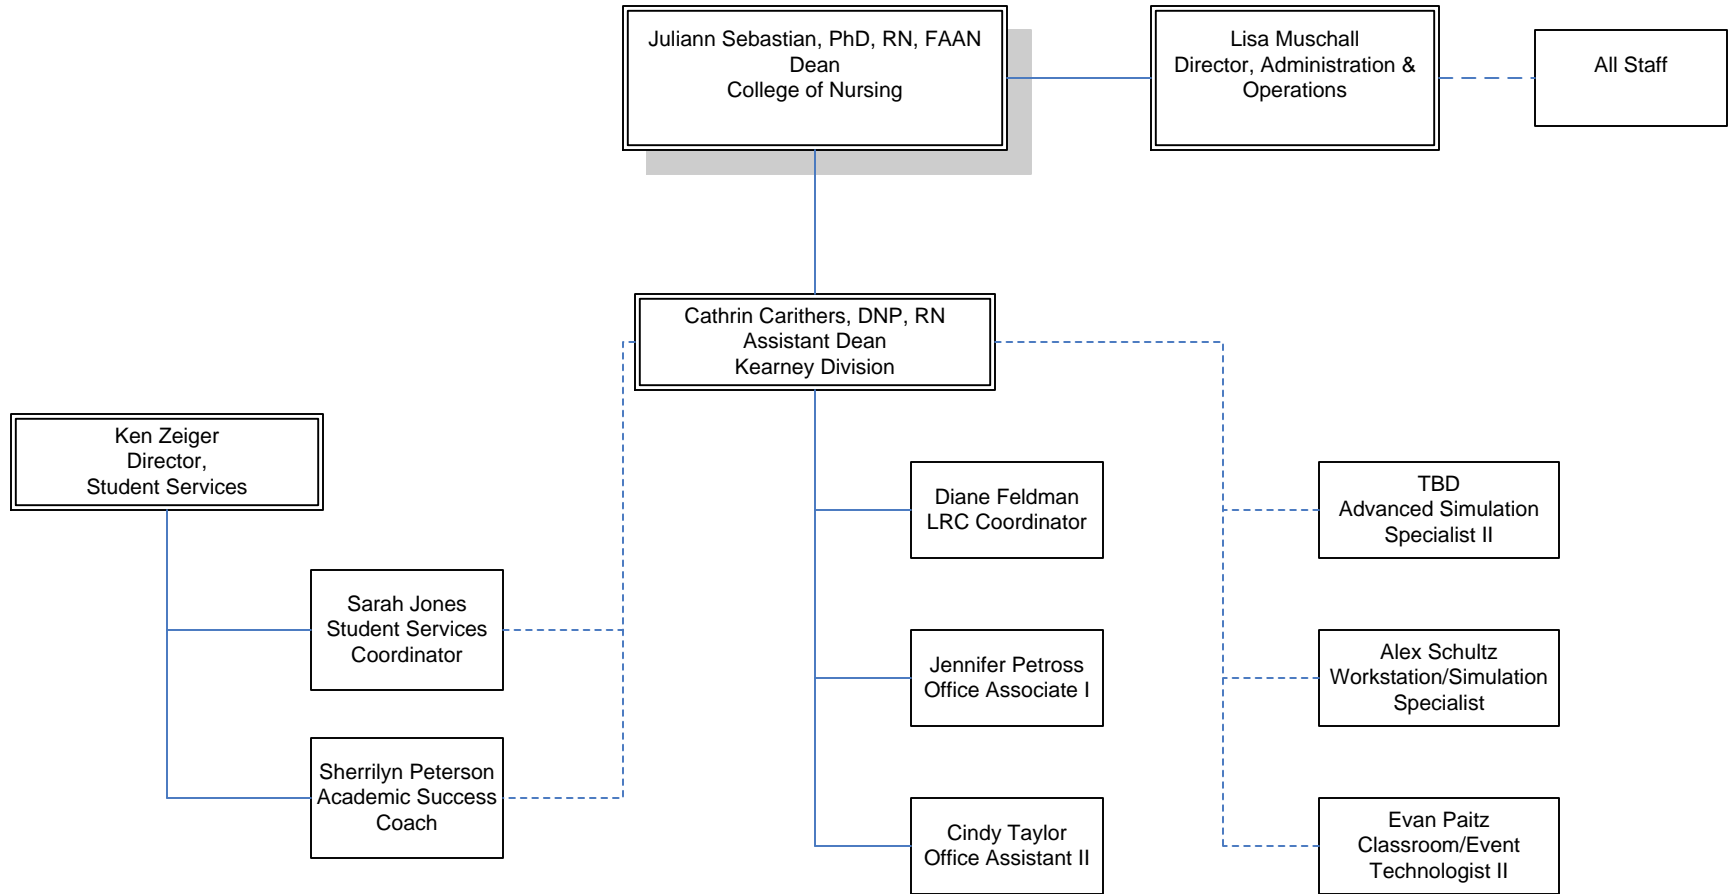 Juliann Sebastian, PhD, RN, FAAN
Dean
College of Nursing
Lisa Muschall
Director, Administration &
Operations
All Staff
Cathrin Carithers, DNP, RN
Assistant Dean
Kearney Division
Ken Zeiger
Director,
Student Services
Sarah Jones
Student Services
Coordinator
Sherrilyn Peterson
Academic Success
Coach
Diane Feldman
LRC Coordinator
Jennifer Petross
Office Associate I
Cindy Taylor
Office Assistant II
TBD
Advanced Simulation
Specialist II
Alex Schultz
Workstation/Simulation
Specialist
Evan Paitz
Classroom/Event
Technologist II